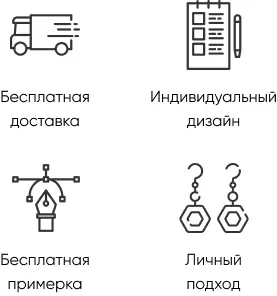 Бесплатная
доставка
Индивидуальный
дизайн
Бесплатная
примерка
Личный
подход